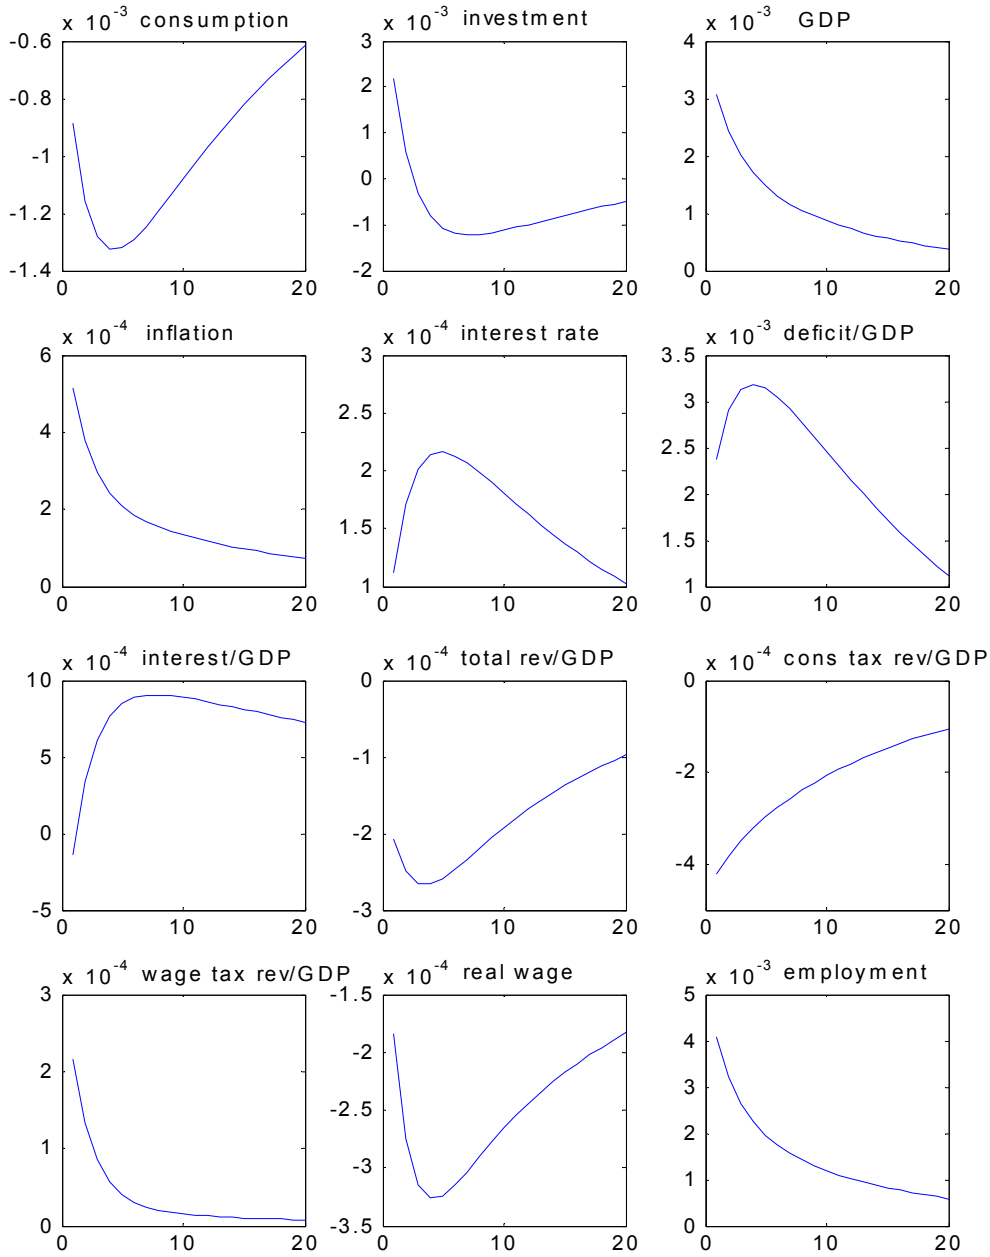 x 10^-3 consumption
-0.6
-0.8
-1
-1.2
-1.4
0 10 20
x 10^-3 investment
3
2
1
0
-1
-2
0 10 20
x 10^-3 GDP
4
3
2
1
0
0 10 20
x 10^-4 inflation
6
4
2
0
0 10 20
x 10^-4 interest rate
3
2.5
2
1.5
1
0 10 20
x 10^-3 deficit/GDP
3.5
3
2.5
2
1.5
1
0 10 20
x 10^-4 interest/GDP
10
5
0
-5
0 10 20
x 10^-4 total rev/GDP
0
-1
-2
-3
0 10 20
x 10^-4 cons tax rev/GDP
0
-2
-4
0 10 20
x 10^-4 wage tax rev/GDP
3
2
1
0
0 10 20
x 10^-4 real wage
-1.5
-2
-2.5
-3
-3.5
0 10 20
x 10^-3 employment
5
4
3
2
1
0
0 10 20